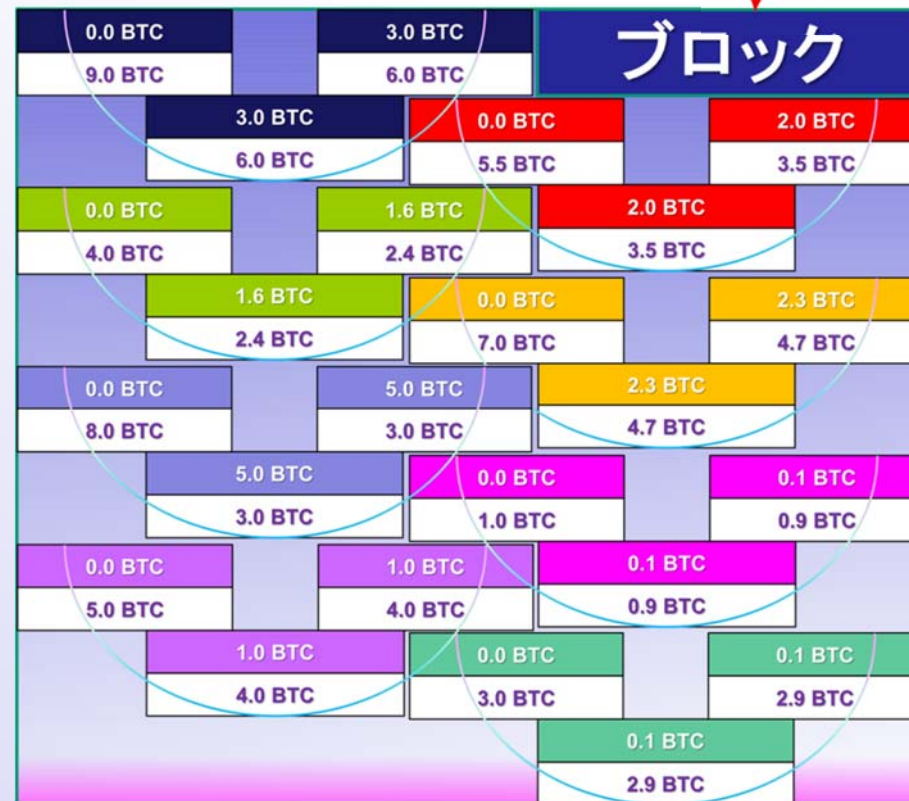 ブロック
0.0 BTC
9.0 BTC
3.0 BTC
6.0 BTC
3.0 BTC
6.0 BTC
0.0 BTC
5.5 BTC
2.0 BTC
3.5 BTC
2.0 BTC
3.5 BTC
0.0 BTC
4.0 BTC
1.6 BTC
2.4 BTC
1.6 BTC
2.4 BTC
0.0 BTC
7.0 BTC
2.3 BTC
4.7 BTC
2.3 BTC
4.7 BTC
0.0 BTC
8.0 BTC
5.0 BTC
3.0 BTC
5.0 BTC
3.0 BTC
0.0 BTC
1.0 BTC
0.1 BTC
0.9 BTC
0.1 BTC
0.9 BTC
0.0 BTC
5.0 BTC
1.0 BTC
4.0 BTC
1.0 BTC
4.0 BTC
0.0 BTC
3.0 BTC
0.1 BTC
2.9 BTC
0.1 BTC
2.9 BTC